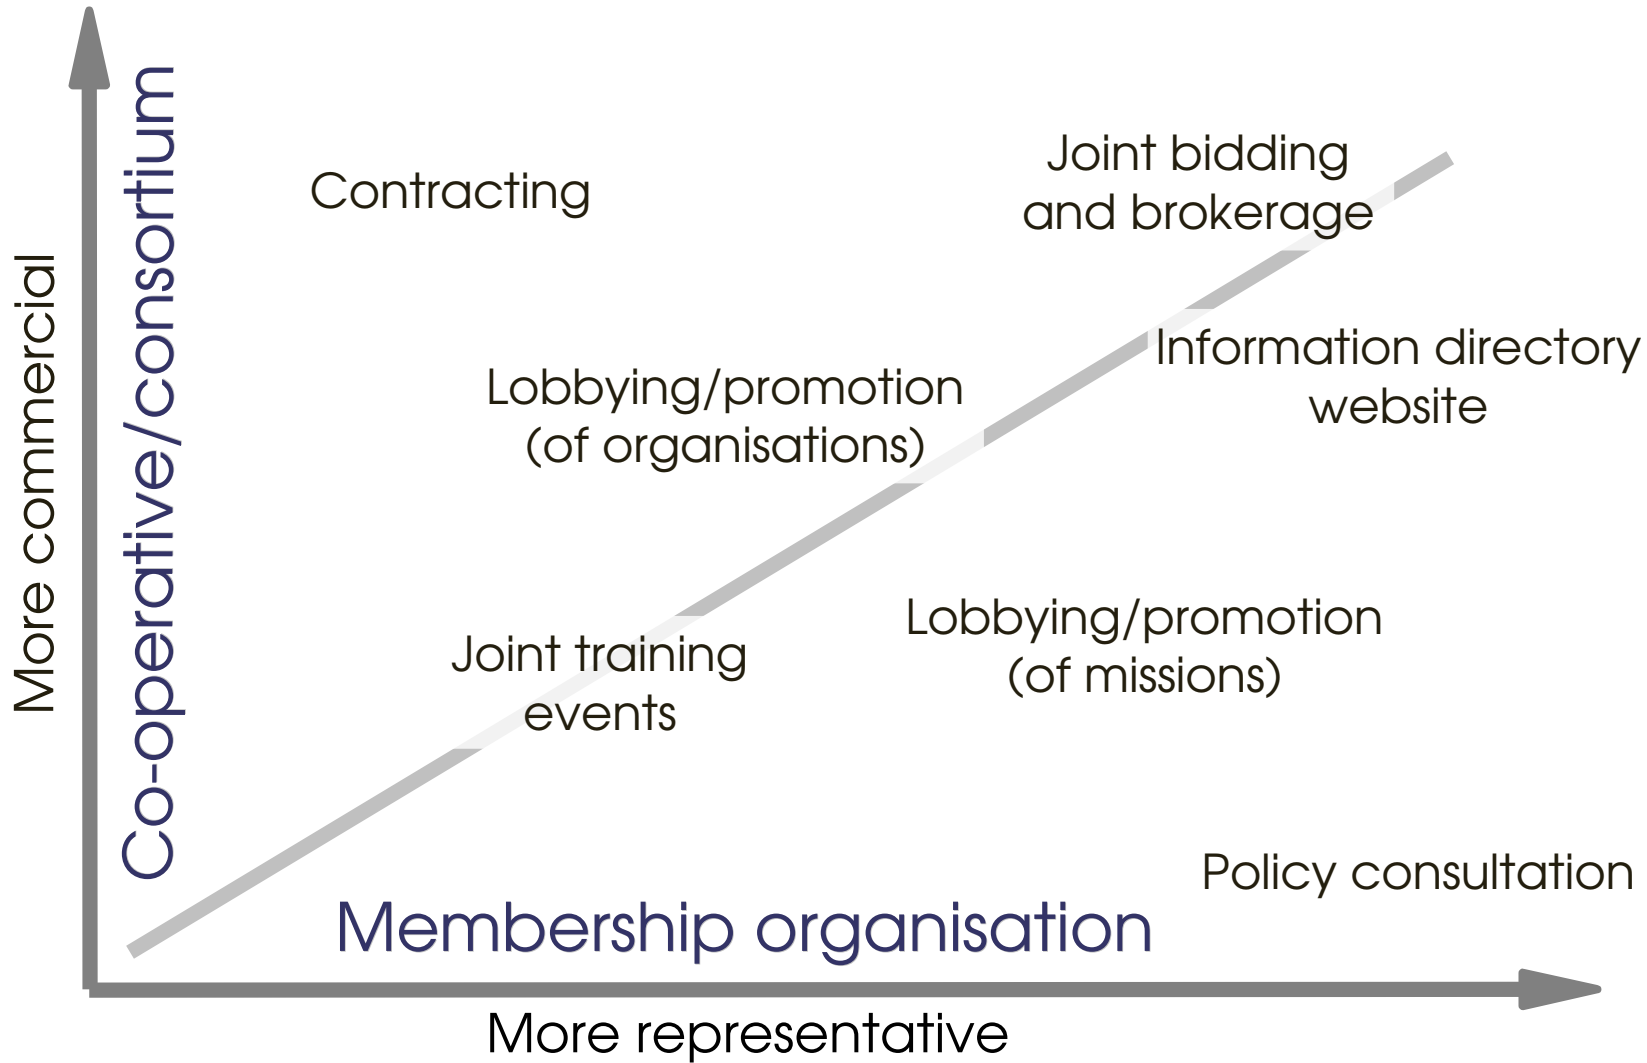 More commercial
Co-operative/consortium
Contracting
Joint bidding
and brokerage
Information directory
website
Lobbying/promotion
(of organisations)
Joint training
events
Lobbying/promotion
(of missions)
Policy consultation
Membership organisation
More representative